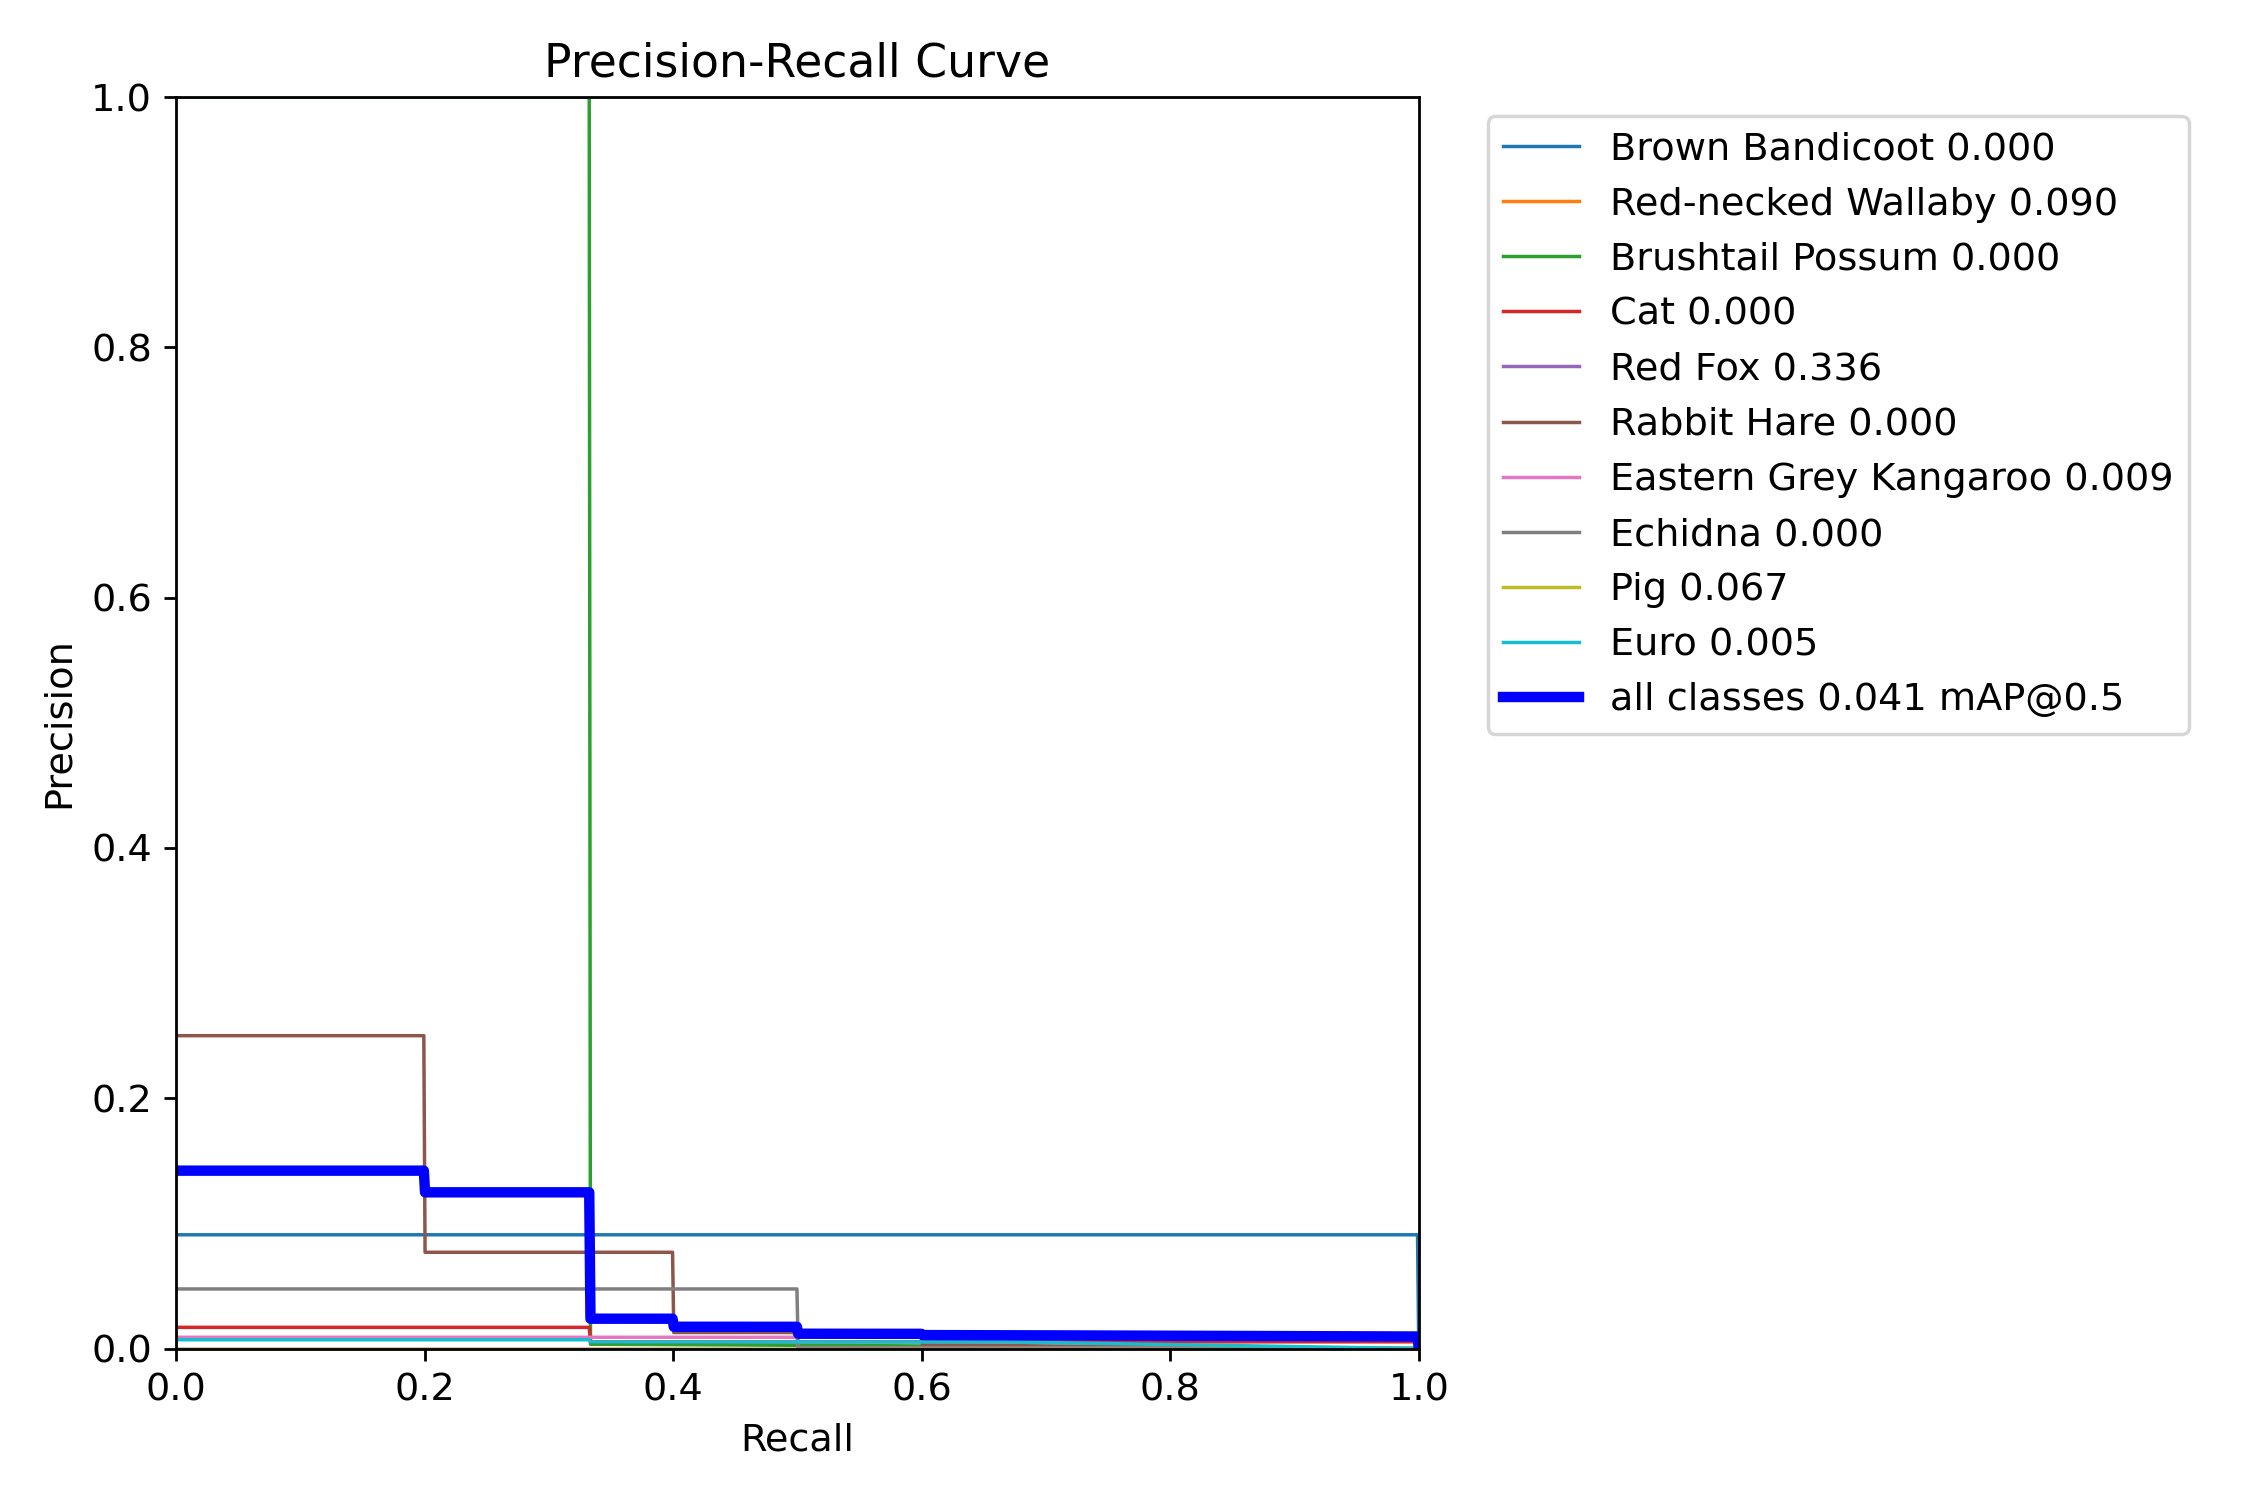 Precision-Recall Curve
1.0
0.8
0.6
0.4
0.2
0.0
Precision
0.0 0.2 0.4 0.6 0.8 1.0
Recall
Brown Bandicoot 0.000
Red-necked Wallaby 0.090
Brushtail Possum 0.000
Cat 0.000
Red Fox 0.336
Rabbit Hare 0.000
Eastern Grey Kangaroo 0.009
Echidna 0.000
Pig 0.067
Euro 0.005
all classes 0.041 mAP@0.5